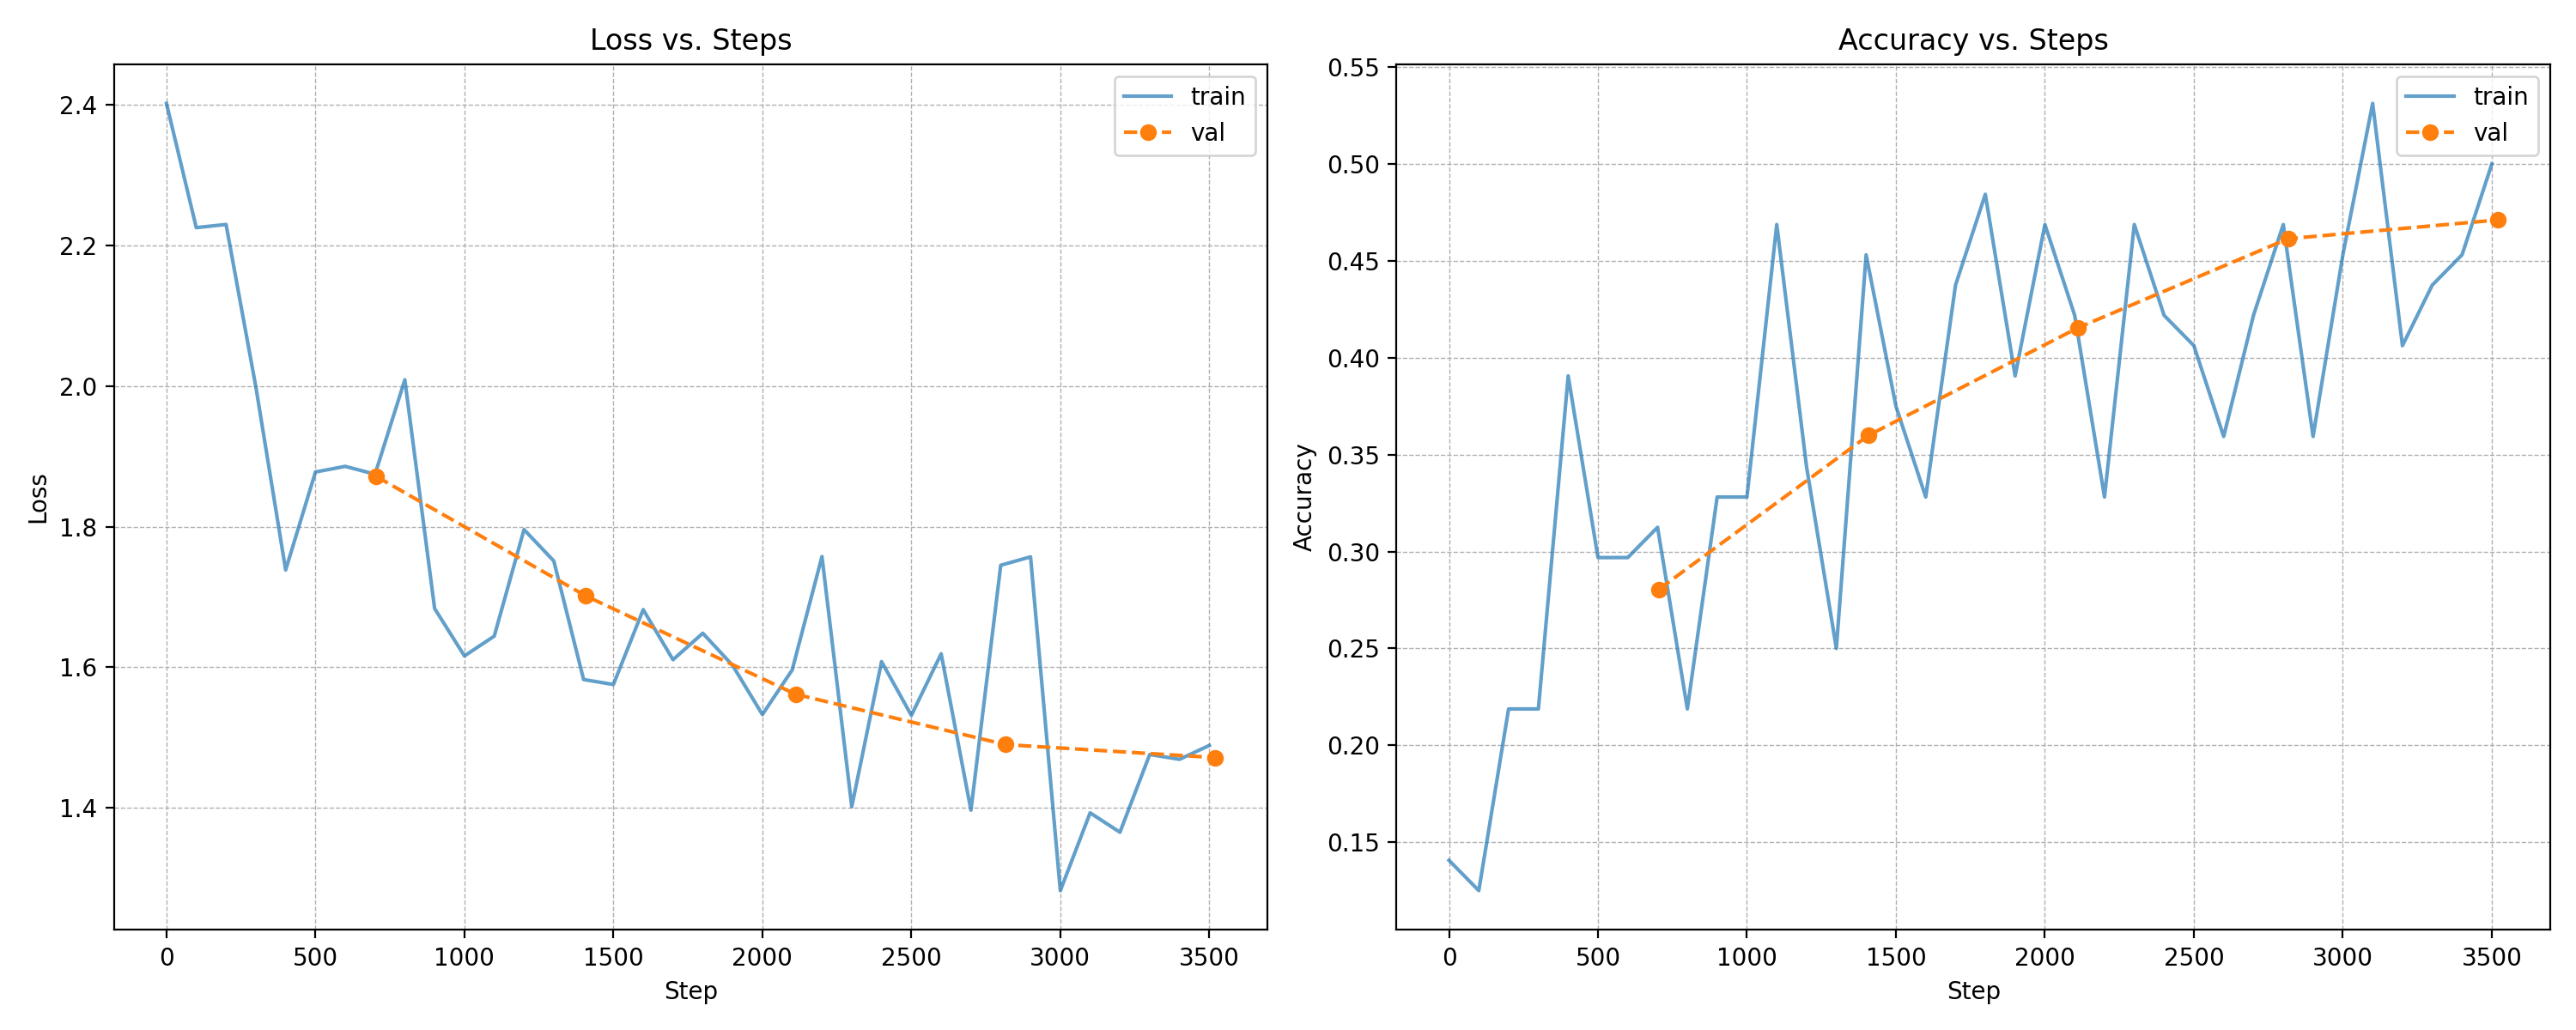 Loss vs. Steps
2.4
2.2
2.0
1.8
1.6
1.4
Loss
0 500 1000 1500 2000 2500 3000 3500
Step
train
val
Accuracy vs. Steps
0.55
0.50
0.45
0.40
0.35
0.30
0.25
0.20
0.15
Accuracy
0 500 1000 1500 2000 2500 3000 3500
Step
train
val